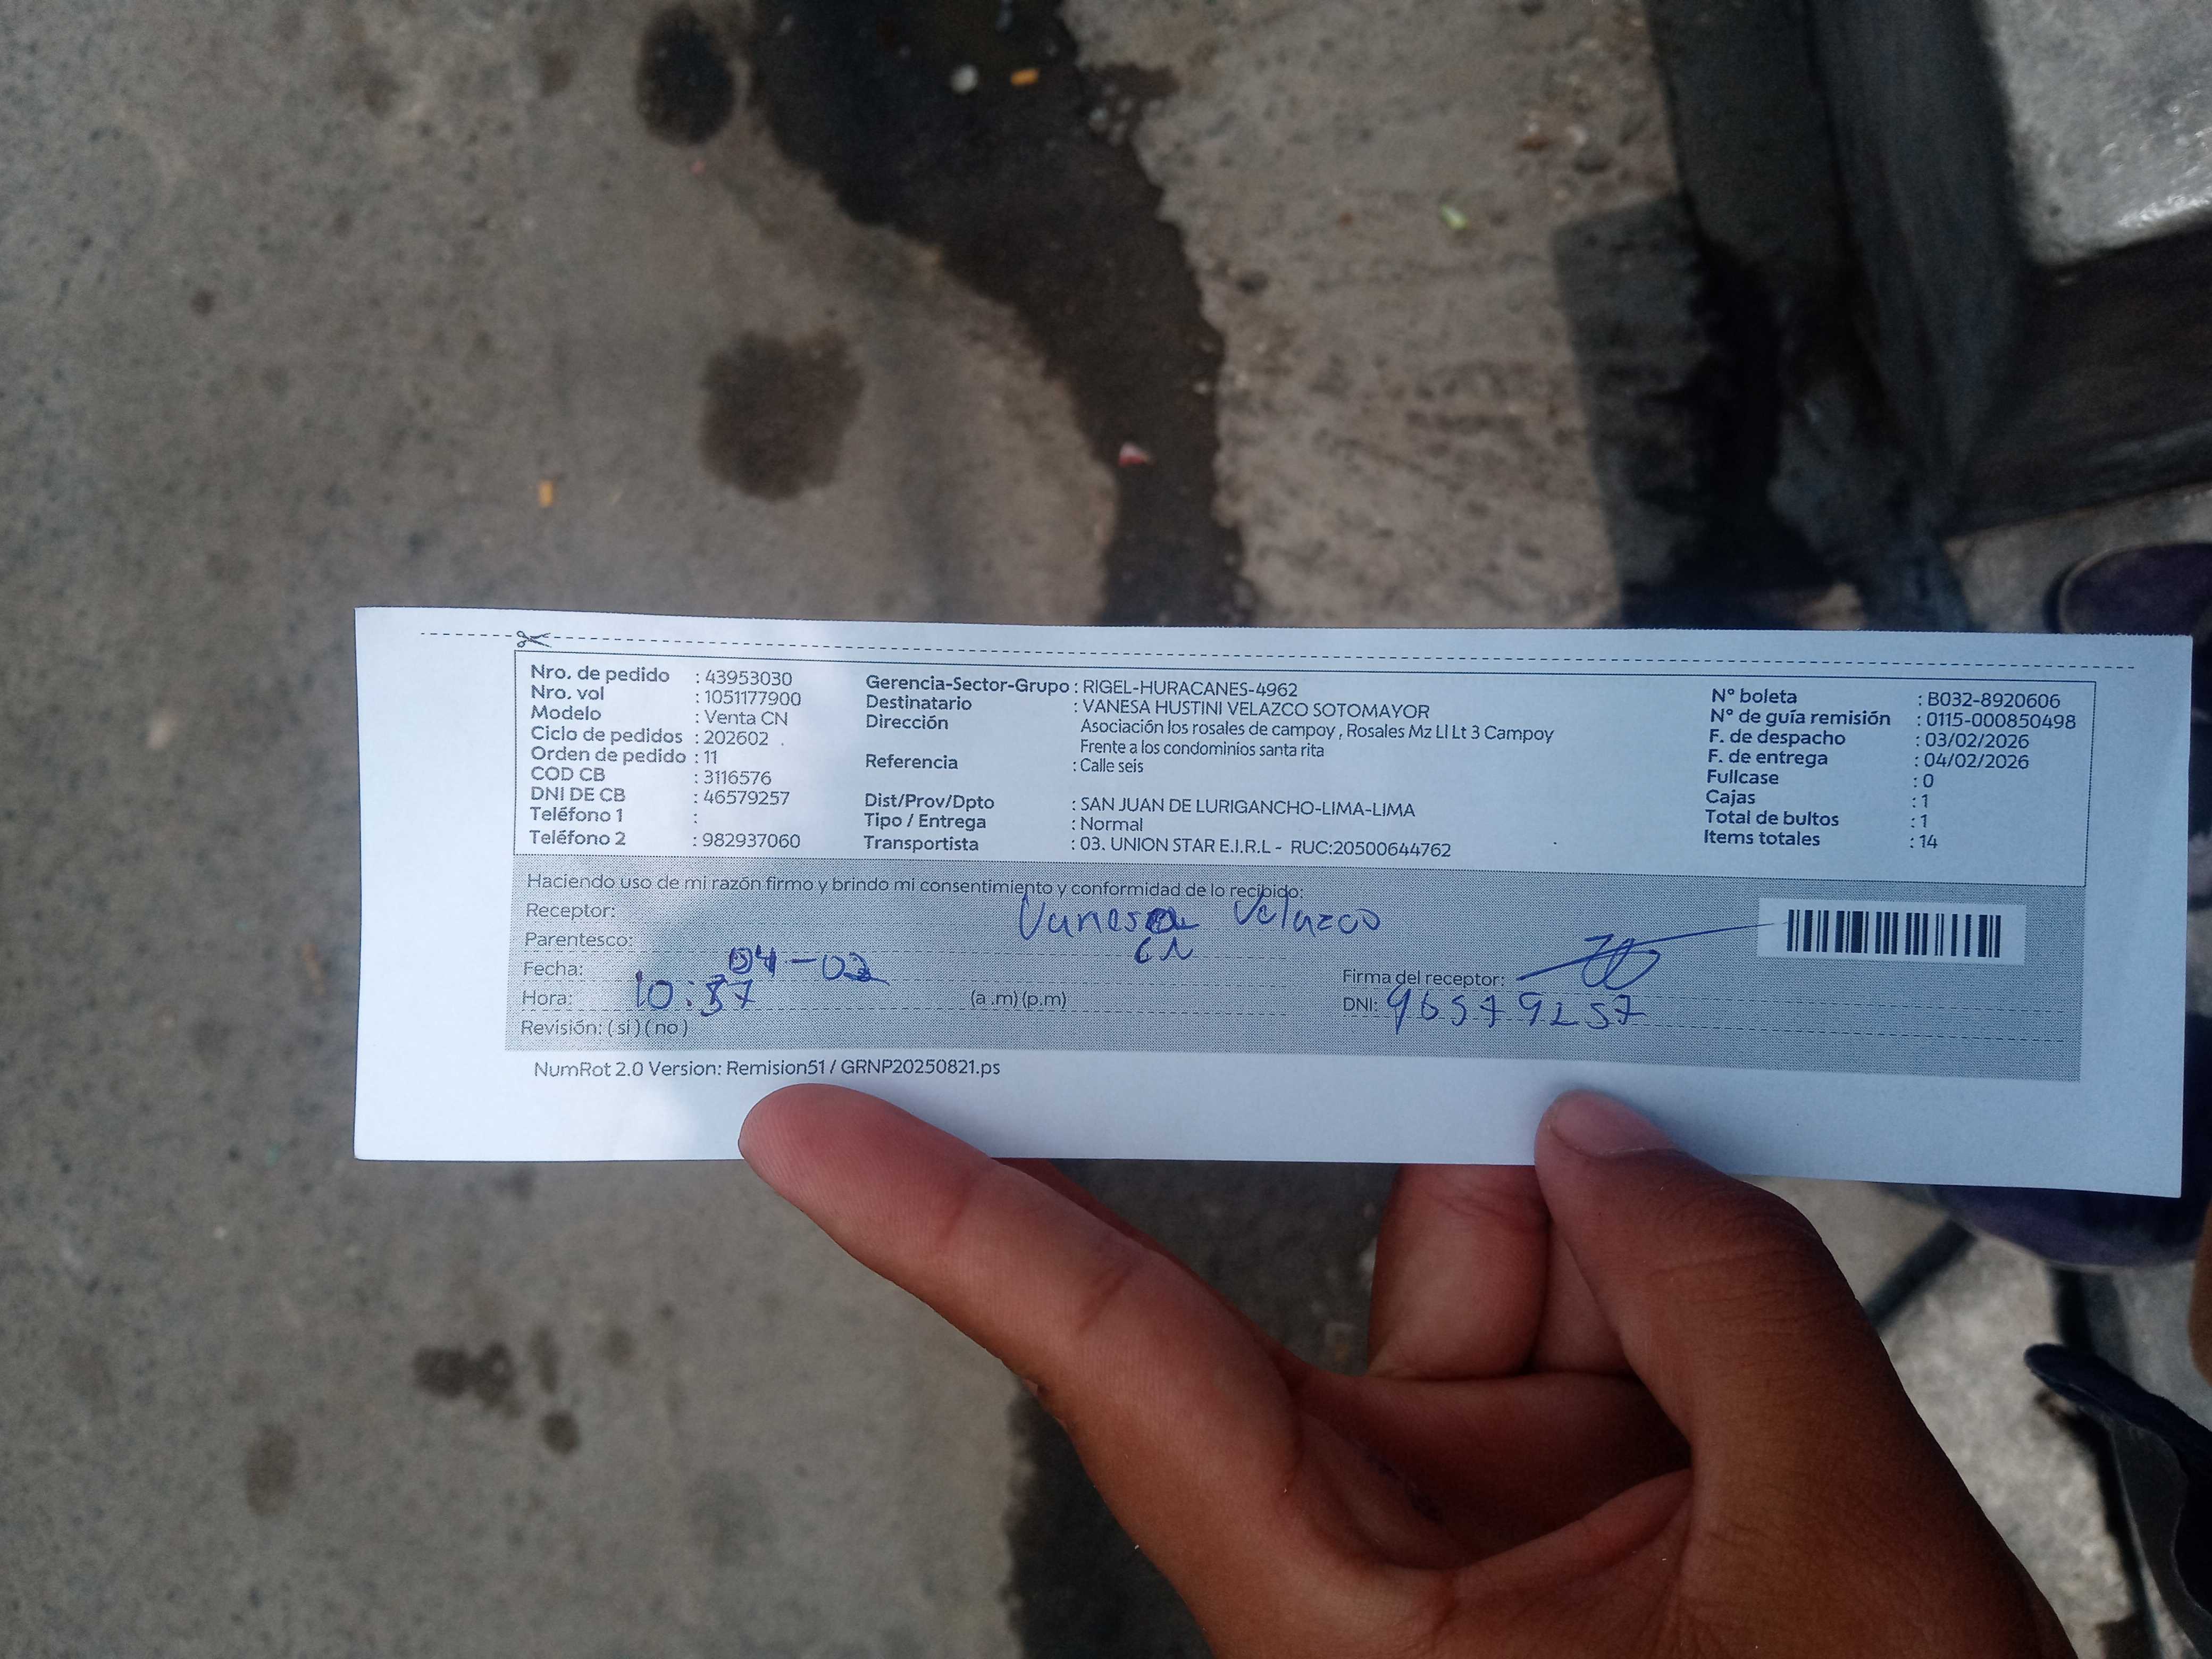 Nro. de pedido : 43953030
Nro. vol : 1051177900
Modelo : Venta CN
Ciclo de pedidos : 202602
Orden de pedido : 11
COD CB : 3116576
DNI DE CB : 46579257
Teléfono 1 :
Teléfono 2 : 982937060
Gerencia-Sector-Grupo : RIGEL-HURACANES-4962
Destinatario : VANESA HUSTINI VELAZCO SOTOMAYOR
Dirección Asociación los rosales de campoy , Rosales Mz Ll Lt 3 Campoy
Frente a los condominios santa rita
Referencia : Calle seis
Dist/Prov/Dpto : SAN JUAN DE LURIGANCHO-LIMA-LIMA
Tipo / Entrega : Normal
Transportista : 03. UNION STAR E.I.R.L - RUC:20500644762
N° boleta : B032-8920606
N° de guía remisión : 0115-000850498
F. de despacho : 03/02/2026
F. de entrega : 04/02/2026
Fullcase : 0
Cajas : 1
Total de bultos : 1
Items totales : 14
Haciendo uso de mi razón firmo y brindo mi consentimiento y conformidad de lo recibido:
Receptor: Vanesa Velazco
Parentesco: CN
Fecha: 04-02
Hora: 10:57 (a .m) (p.m)
Revisión: ( si ) ( no )
Firma del receptor:
DNI: 46579257
NumRot 2.0 Version: Remision51 / GRNP20250821.ps